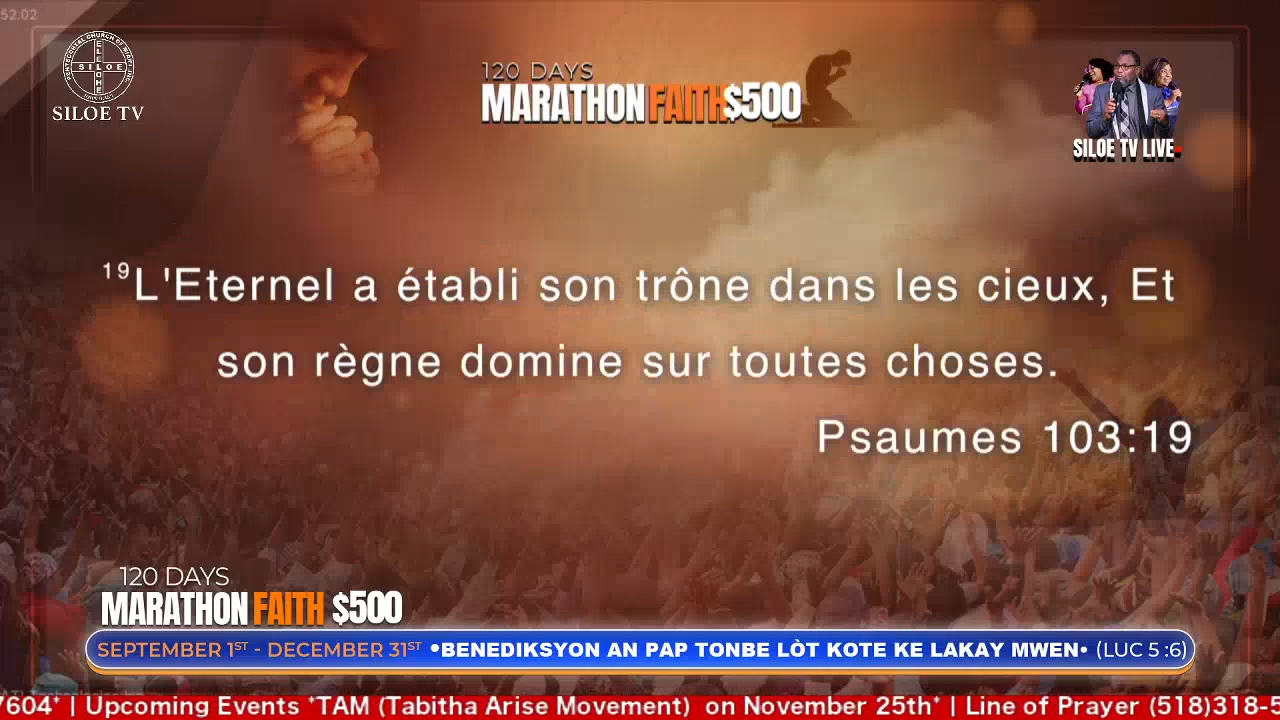 52.02
SILOE
SILOE TV
120 DAYS
MARATHON FAITH $500
SILOE TV LIVE
¹⁹L'Eternel a établi son trône dans les cieux, Et
son règne domine sur toutes choses.
Psaumes 103:19
120 DAYS
MARATHON FAITH $500
SEPTEMBER 1ST - DECEMBER 31ST •BENEDIKSYON AN PAP TONBE LÒT KOTE KE LAKAY MWEN• (LUC 5 :6)
7604* | Upcoming Events *TAM (Tabitha Arise Movement) on November 25th* | Line of Prayer (518)318-5